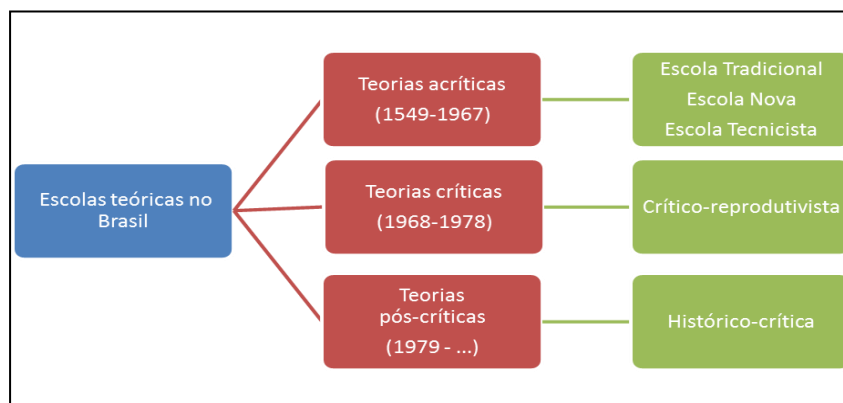 Escolas teóricas no
Brasil
Teorias acríticas
(1549-1967)
Escola Tradicional
Escola Nova
Escola Tecnicista
Teorias críticas
(1968-1978)
Crítico-reprodutivista
Teorias
pós-críticas
(1979 - ...)
Histórico-crítica